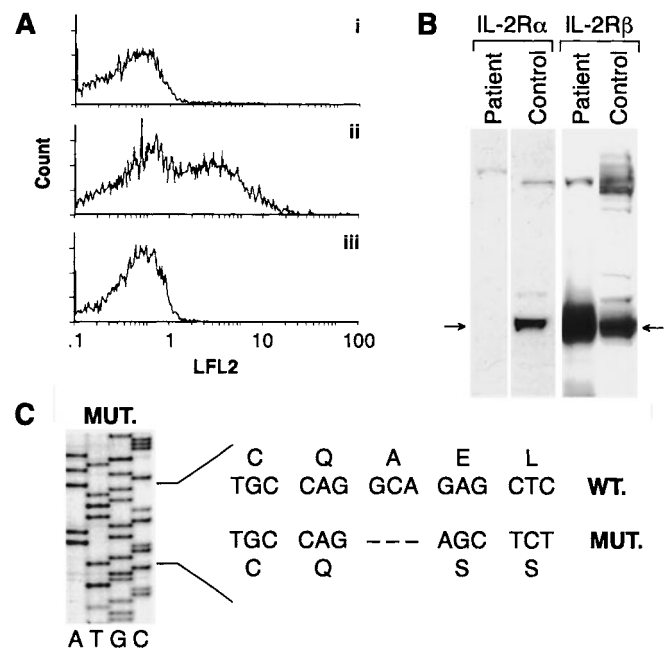 A
i
ii
iii
Count
.1 1 10 100
LFL2
B
IL-2Rα IL-2Rβ
Patient Control Patient Control
C
MUT.
A T G C
C Q A E L
TGC CAG GCA GAG CTC WT.
TGC CAG --- AGC TCT MUT.
C Q S S